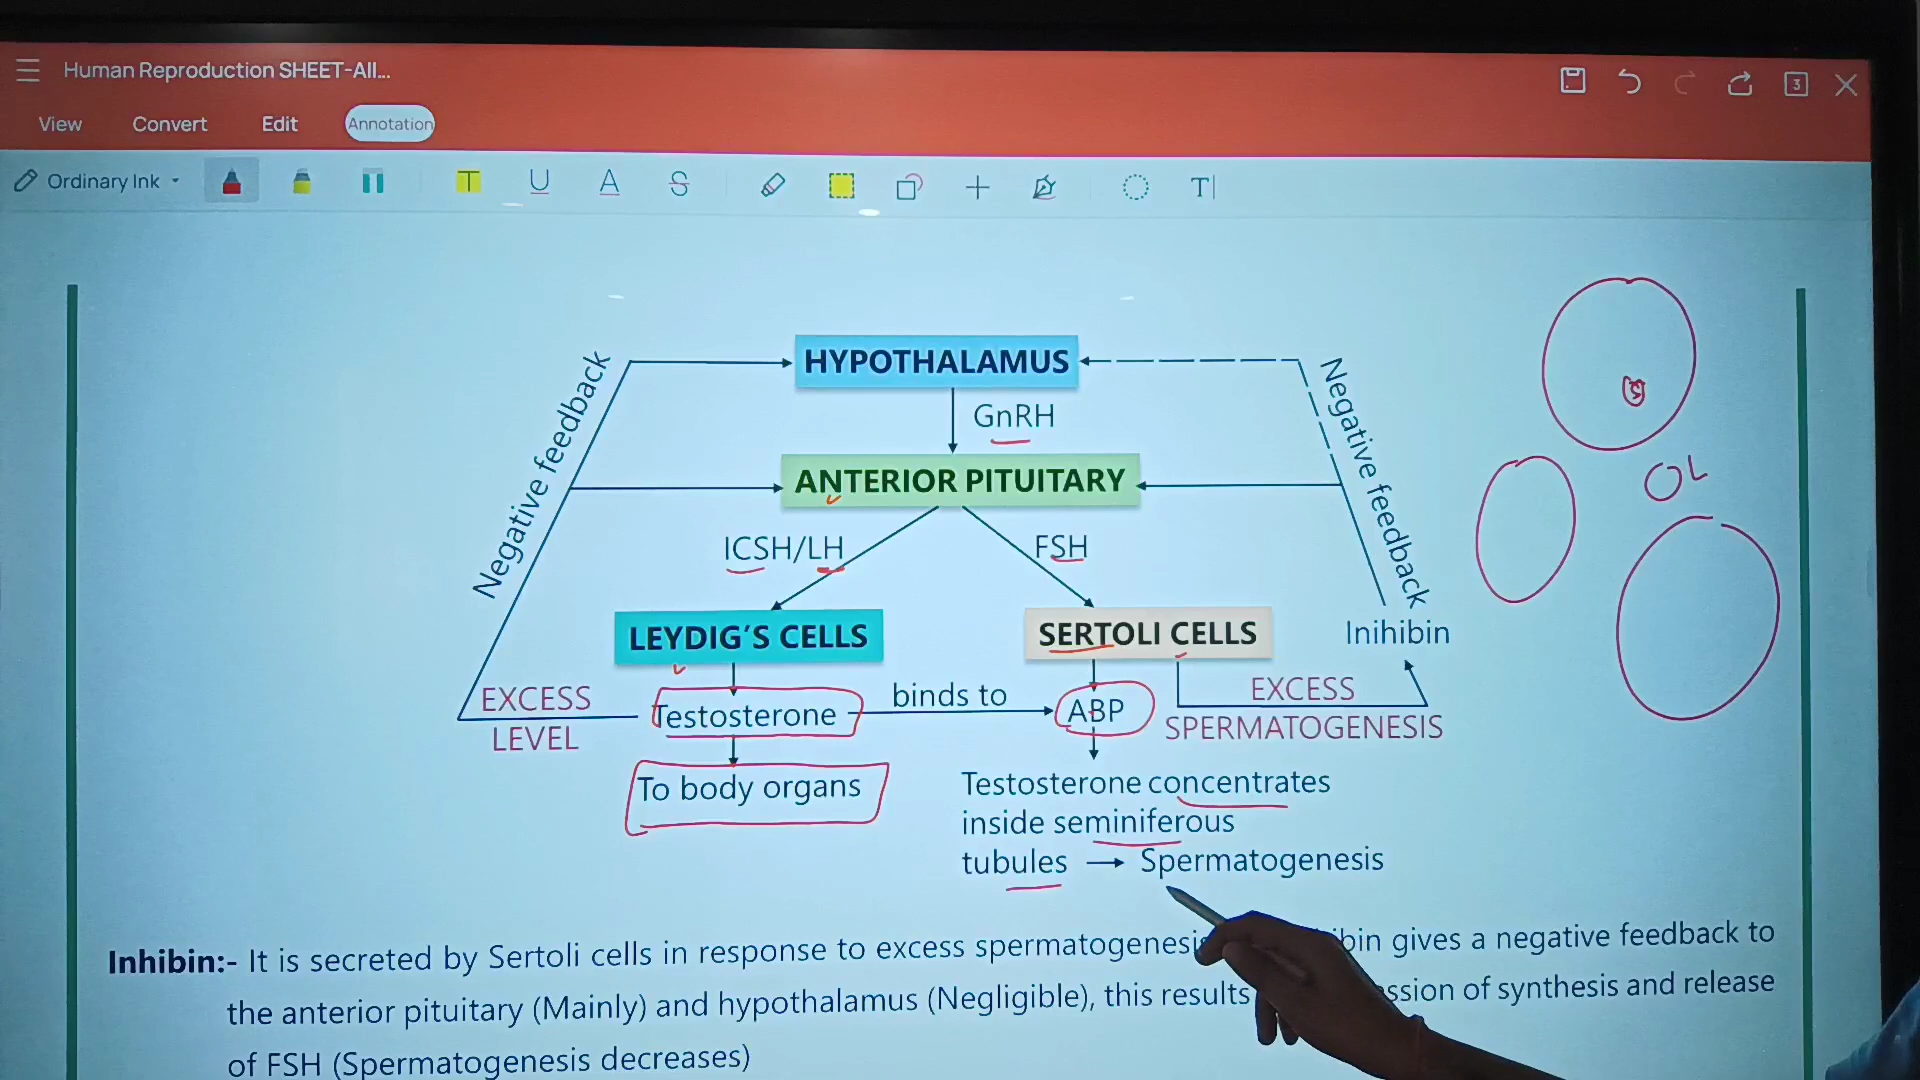 Human Reproduction SHEET-All...
3
View Convert Edit Annotation
Ordinary Ink
HYPOTHALAMUS
GnRH
Negative feedback
Negative feedback
ANTERIOR PITUITARY
ICSH/LH
FSH
OL
LEYDIG'S CELLS
SERTOLI CELLS
Inihibin
EXCESS
LEVEL
Testosterone
binds to
ABP
EXCESS
SPERMATOGENESIS
To body organs
Testosterone concentrates
inside seminiferous
tubules → Spermatogenesis
Inhibin:- It is secreted by Sertoli cells in response to excess spermatogenesis gives a negative feedback to
the anterior pituitary (Mainly) and hypothalamus (Negligible), this results of synthesis and release
of FSH (Spermatogenesis decreases)